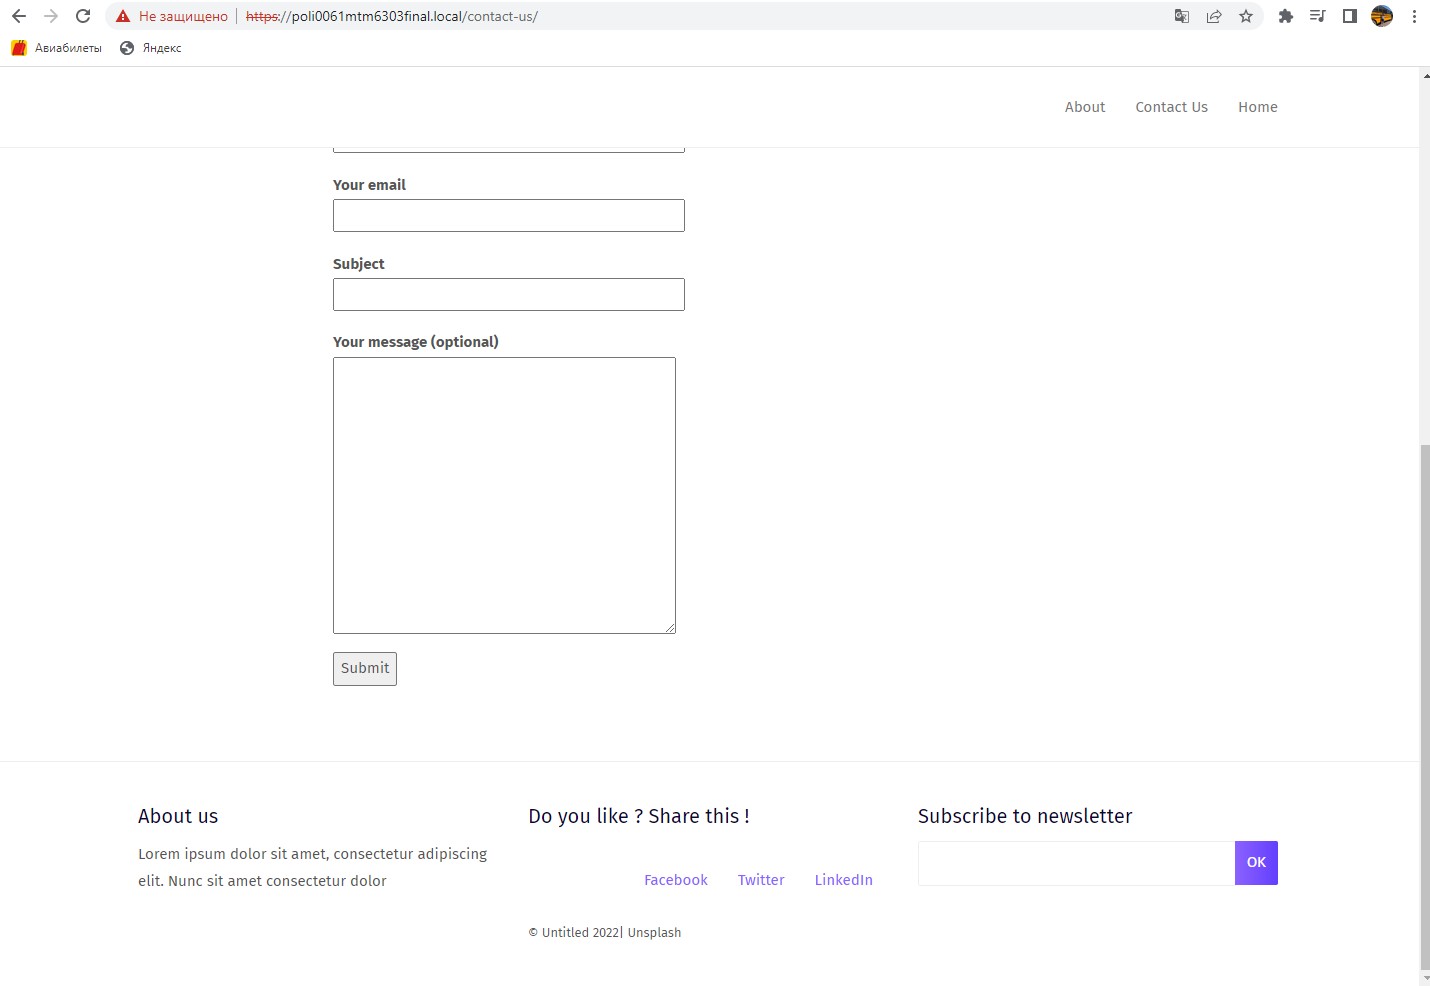 Не защищено
https://poli0061mtm6303final.local/contact-us/
Авиабилеты
Яндекс
About
Contact Us
Home
Your email
Subject
Your message (optional)
Submit
About us
Lorem ipsum dolor sit amet, consectetur adipiscing
elit. Nunc sit amet consectetur dolor
Do you like ? Share this !
Facebook
Twitter
LinkedIn
© Untitled 2022| Unsplash
Subscribe to newsletter
OK